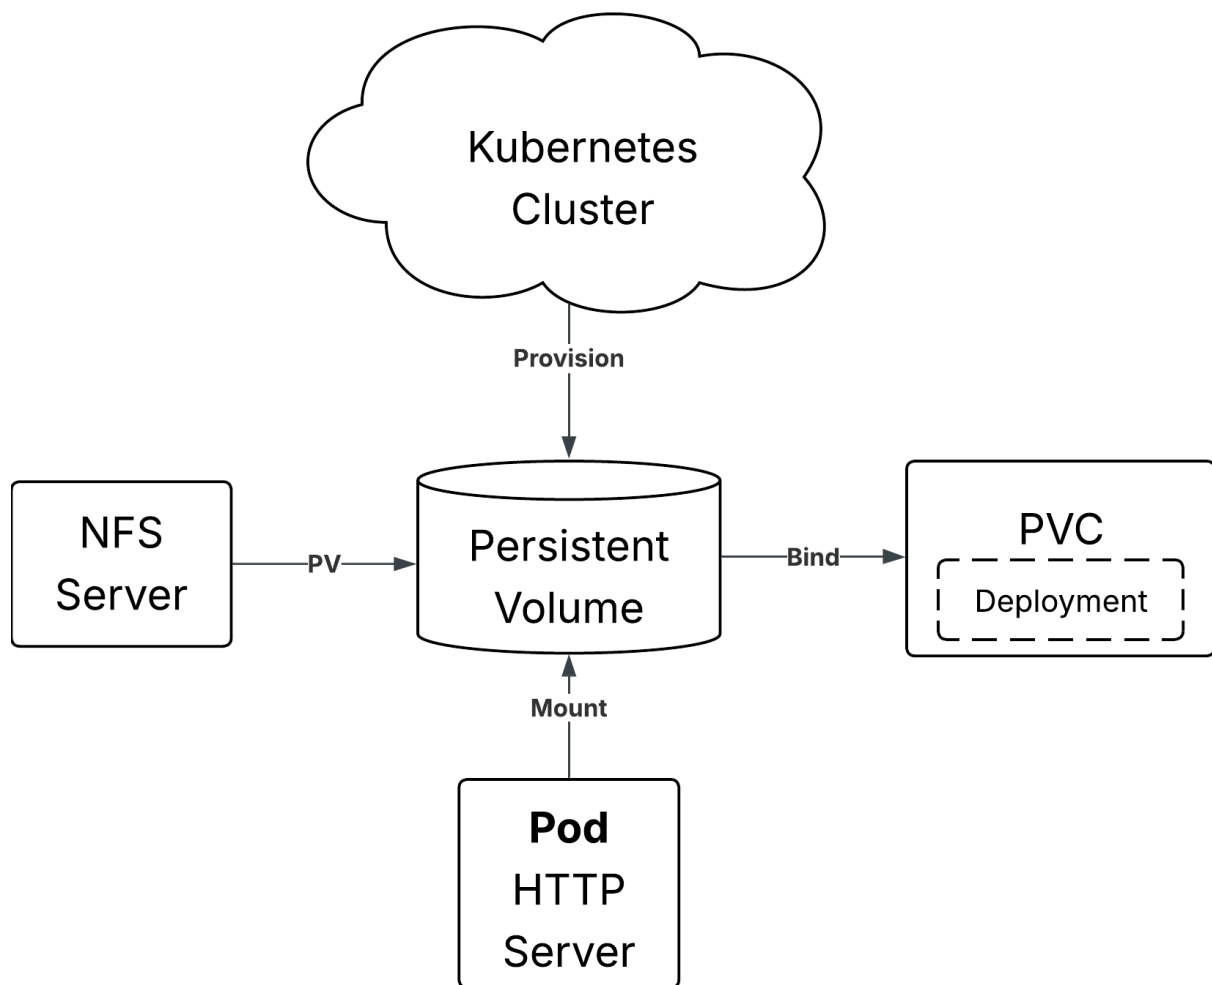 Kubernetes
Cluster
Provision
NFS
Server
PV
Persistent
Volume
Bind
PVC
Deployment
Mount
Pod
HTTP
Server